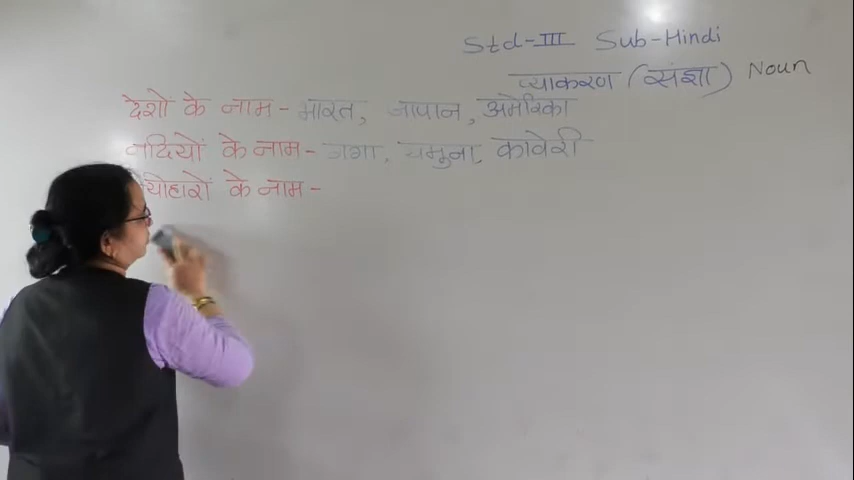 Std-III Sub-Hindi
व्याकरण (संज्ञा) Noun
देशों के नाम - भारत, जापान, अमेरिका
नदियों के नाम - गंगा, यमुना, कावेरी
के नाम -